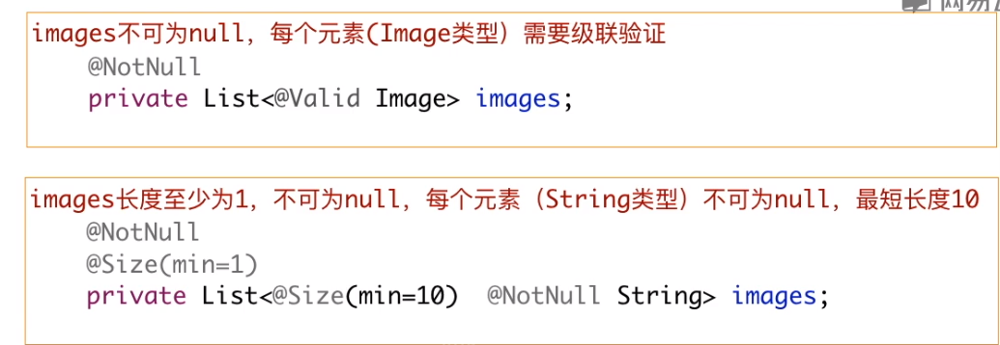 images不可为null，每个元素(Image类型）需要级联验证
@NotNull
private List<@Valid Image> images;
images长度至少为1，不可为null，每个元素（String类型）不可为null，最短长度10
@NotNull
@Size(min=1)
private List<@Size(min=10)  @NotNull String> images;